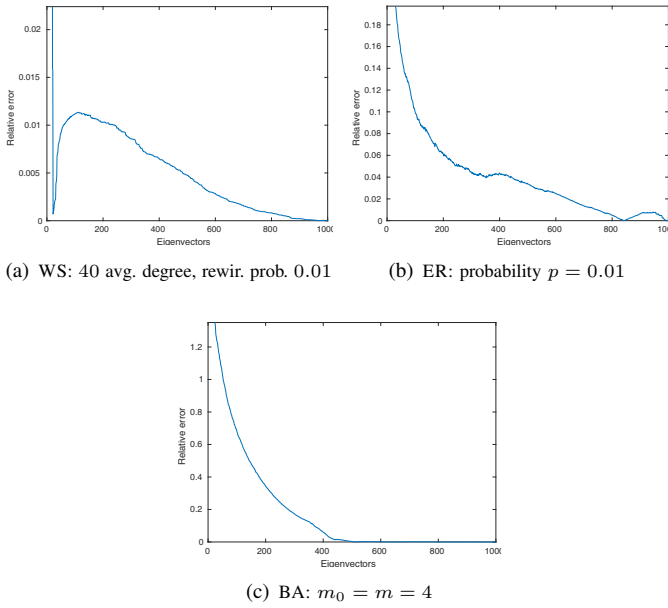 0.02
0.015
0.01
0.005
0
Relative error
0 200 400 600 800 1000
Eigenvectors
(a) WS: 40 avg. degree, rewir. prob. 0.01
0.18
0.16
0.14
0.12
0.1
0.08
0.06
0.04
0.02
0
Relative error
0 200 400 600 800 1000
Eigenvectors
(b) ER: probability p = 0.01
1.2
1
0.8
0.6
0.4
0.2
0
Relative error
0 200 400 600 800 1000
Eigenvectors
(c) BA: m₀ = m = 4